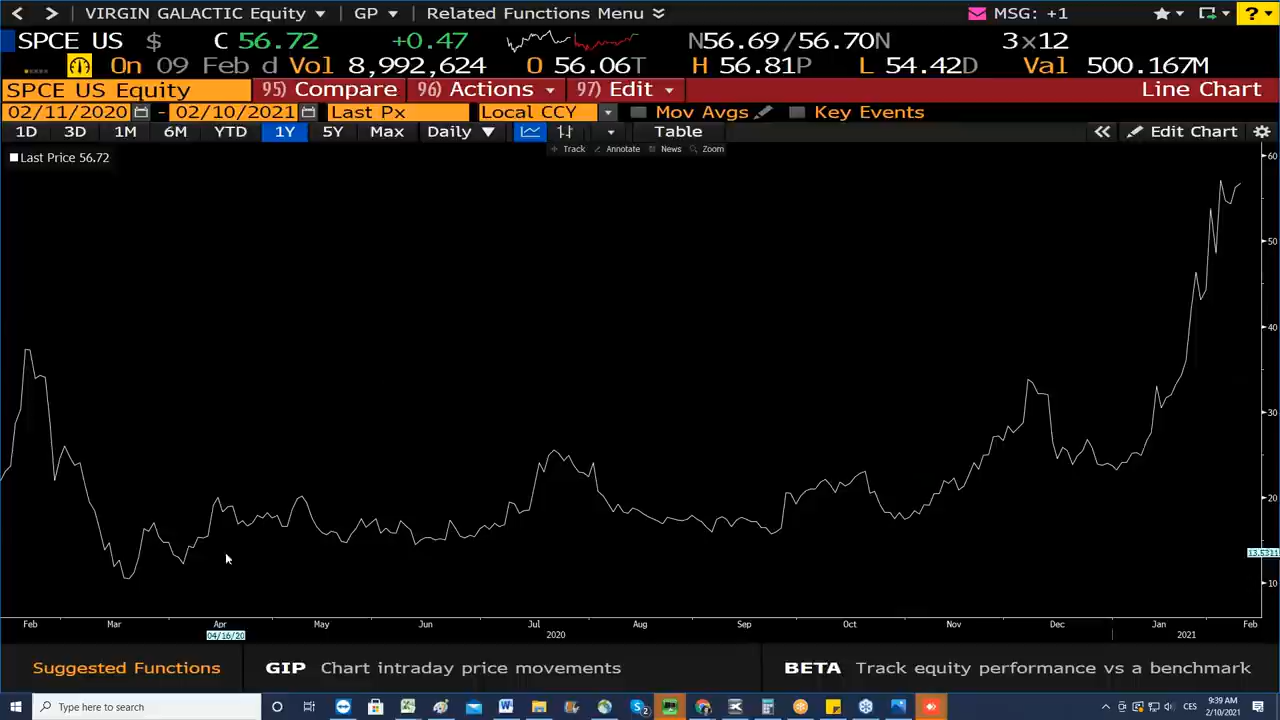 VIRGIN GALACTIC Equity GP Related Functions Menu MSG: +1 ?
SPCE US $ C 56.72 +0.47 N56.69/56.70N 3x12
On 09 Feb d Vol 8,992,624 O 56.06T H 56.81P L 54.42D Val 500.167M
SPCE US Equity 95) Compare 96) Actions 97) Edit Line Chart
02/11/2020 - 02/10/2021 Last Px Local CCY Mov Avgs Key Events
1D 3D 1M 6M YTD 1Y 5Y Max Daily ▼ Table « Edit Chart
Track Annotate News Zoom
Last Price 56.72
60
50
40
30
20
13.5311
10
Feb Mar Apr May Jun Jul Aug Sep Oct Nov Dec Jan Feb
04/16/20 2020 2021
Suggested Functions GIP Chart intraday price movements BETA Track equity performance vs a benchmark
Type here to search CES 9:39 AM
2/10/2021